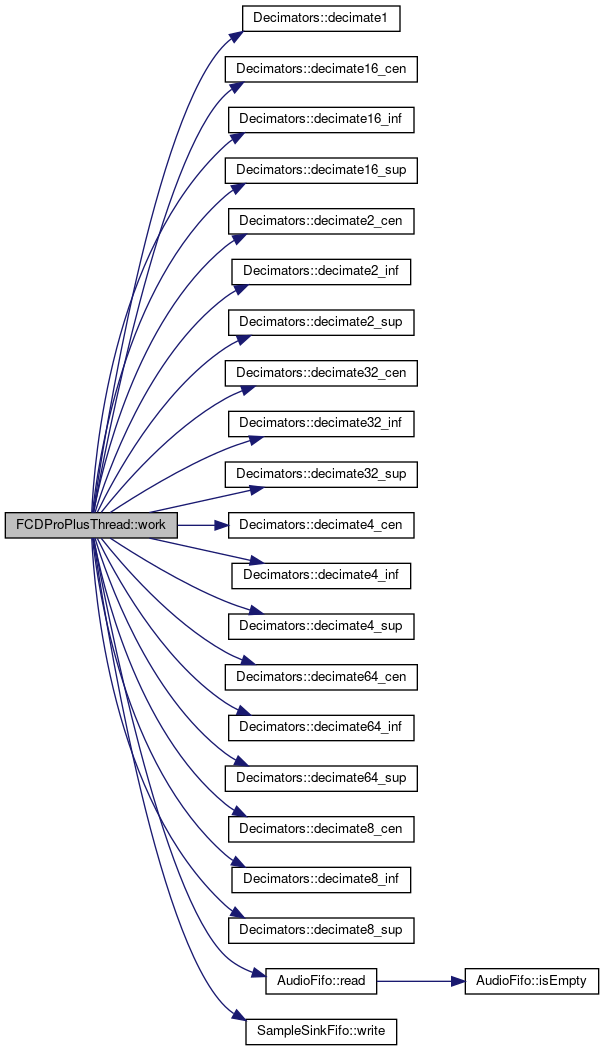 Decimators::decimate1
Decimators::decimate16_cen
Decimators::decimate16_inf
Decimators::decimate16_sup
Decimators::decimate2_cen
Decimators::decimate2_inf
Decimators::decimate2_sup
Decimators::decimate32_cen
Decimators::decimate32_inf
Decimators::decimate32_sup
FCDProPlusThread::work
Decimators::decimate4_cen
Decimators::decimate4_inf
Decimators::decimate4_sup
Decimators::decimate64_cen
Decimators::decimate64_inf
Decimators::decimate64_sup
Decimators::decimate8_cen
Decimators::decimate8_inf
Decimators::decimate8_sup
AudioFifo::read
AudioFifo::isEmpty
SampleSinkFifo::write